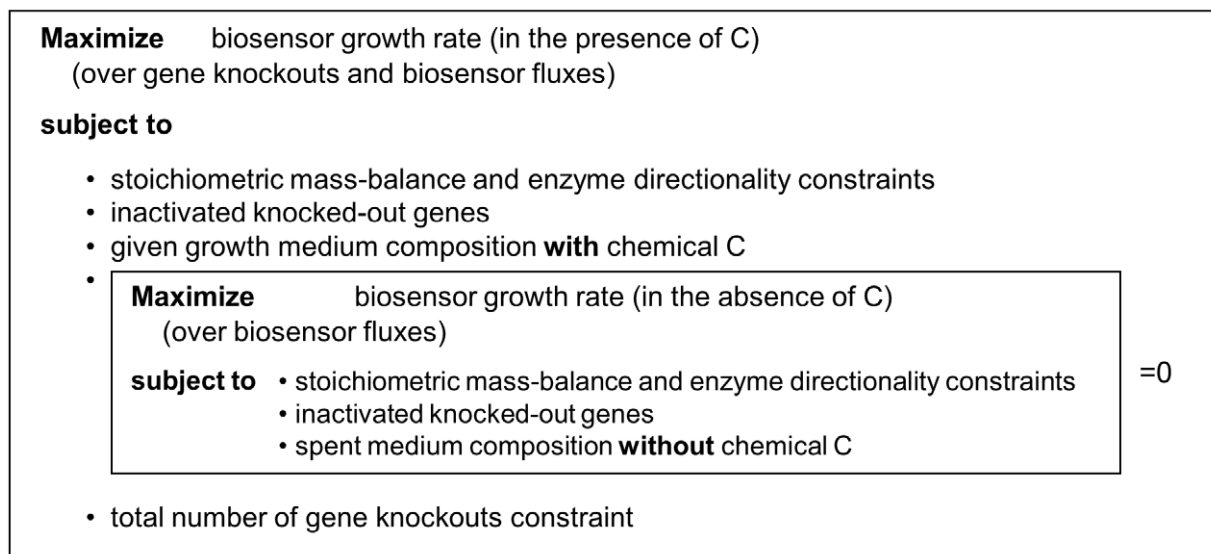 Maximize biosensor growth rate (in the presence of C)
(over gene knockouts and biosensor fluxes)
subject to
• stoichiometric mass-balance and enzyme directionality constraints
• inactivated knocked-out genes
• given growth medium composition with chemical C
•
Maximize biosensor growth rate (in the absence of C)
(over biosensor fluxes)
subject to • stoichiometric mass-balance and enzyme directionality constraints
=0
• inactivated knocked-out genes
• spent medium composition without chemical C
• total number of gene knockouts constraint